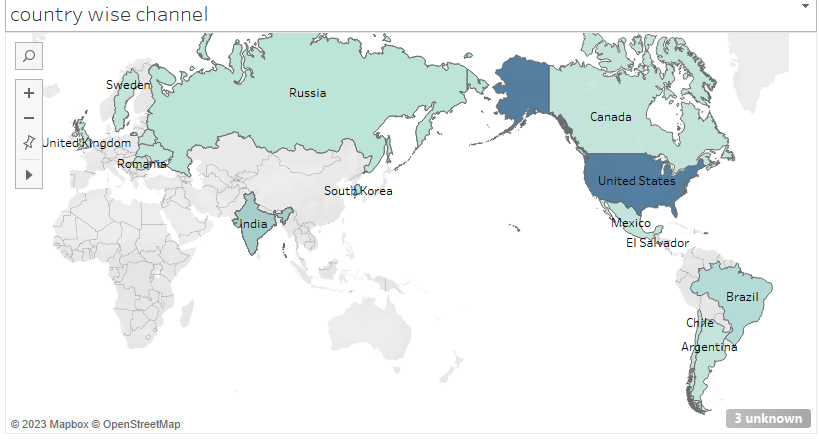 country wise channel
Sweden
Russia
Canada
United Kingdom
Romania
South Korea
United States
India
Mexico
El Salvador
Brazil
Chile
Argentina
3 unknown
© 2023 Mapbox © OpenStreetMap